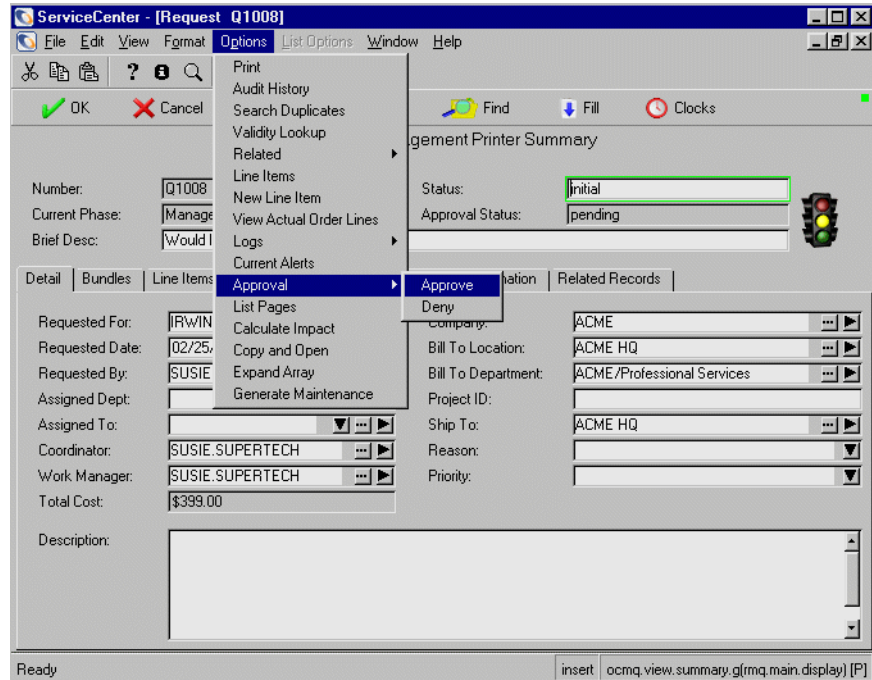 ServiceCenter - [Request Q1008]
File Edit View Format Options List Options Window Help
OK Cancel Find Fill Clocks
Print
Audit History
Search Duplicates
Validity Lookup
Related
Line Items
New Line Item
View Actual Order Lines
Logs
Current Alerts
Approval
List Pages
Calculate Impact
Copy and Open
Expand Array
Generate Maintenance
Approve
Deny
gement Printer Summary
Number: Q1008 Status: initial
Current Phase: Manage Approval Status: pending
Brief Desc: Would I
Detail Bundles Line Items Related Records
Requested For: IRWIN Company: ACME
Requested Date: 02/25/ Bill To Location: ACME HQ
Requested By: SUSIE Bill To Department: ACME/Professional Services
Assigned Dept: Project ID:
Assigned To: Ship To: ACME HQ
Coordinator: SUSIE.SUPERTECH Reason:
Work Manager: SUSIE.SUPERTECH Priority:
Total Cost: $399.00
Description:
Ready insert ocmq.view.summary.g(rmq.main.display) [P]